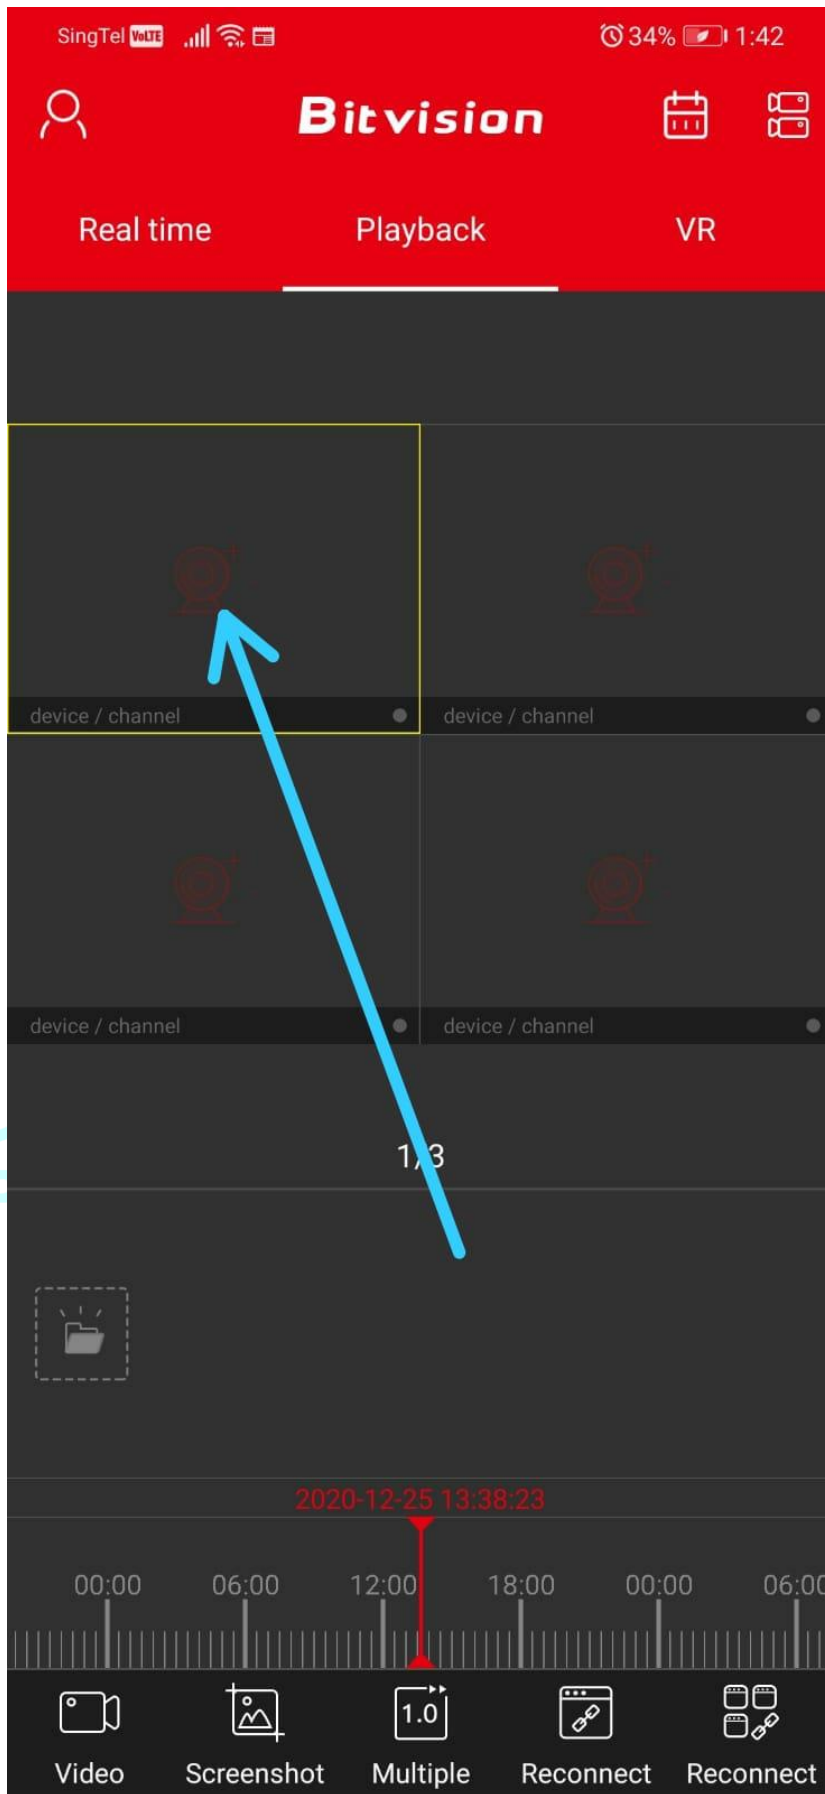 SingTel VoLTE 34% 1:42
Bitvision
Real time Playback VR
device / channel device / channel
device / channel device / channel
1/3
2020-12-25 13:38:23
00:00 06:00 12:00 18:00 00:00 06:00
1.0
Video Screenshot Multiple Reconnect Reconnect